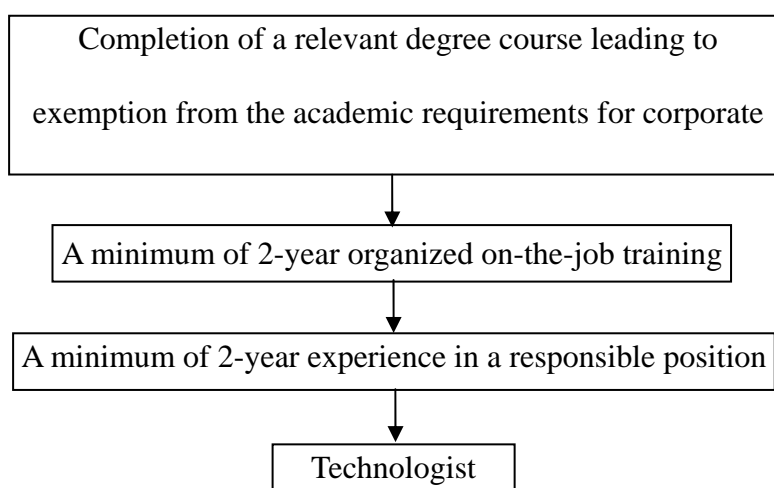 Completion of a relevant degree course leading to
exemption from the academic requirements for corporate
A minimum of 2-year organized on-the-job training
A minimum of 2-year experience in a responsible position
Technologist